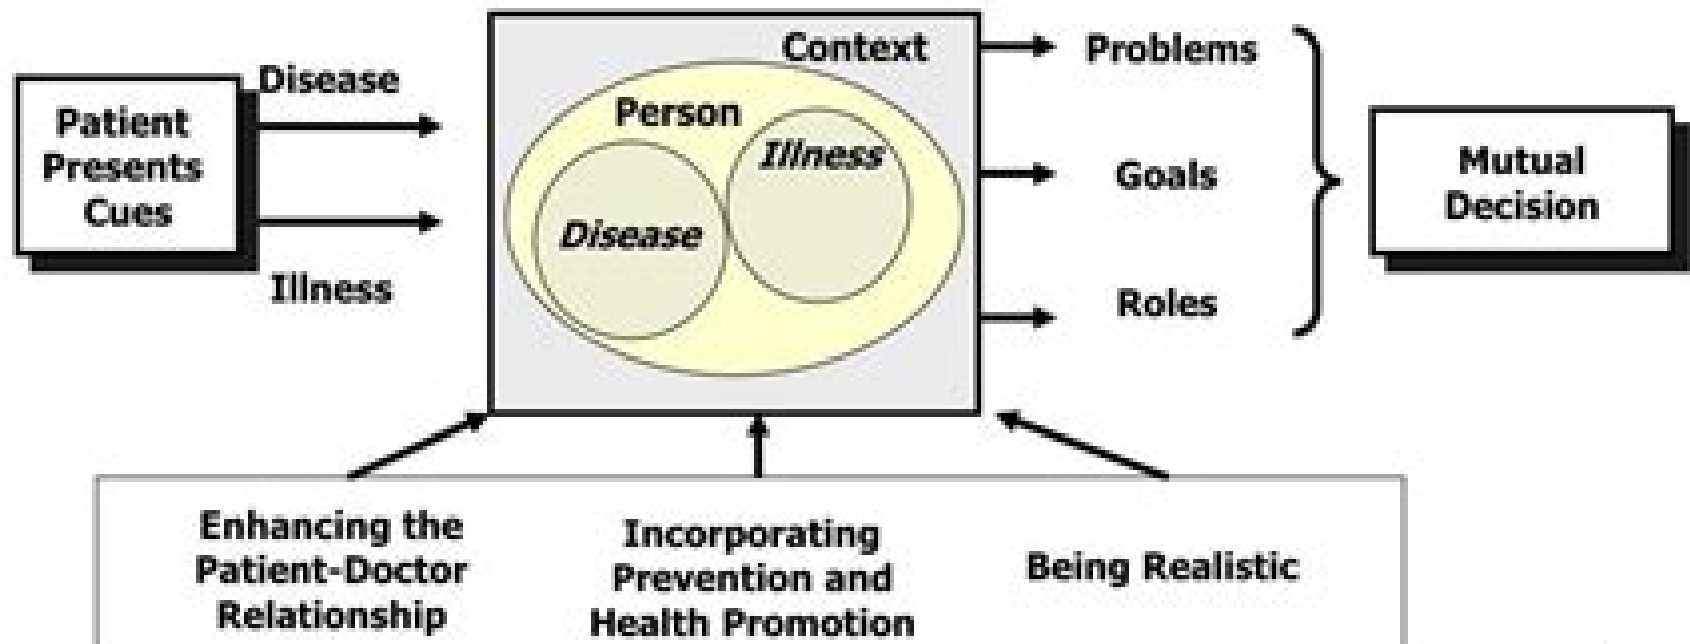 Disease
Patient
Presents
Cues
Illness
Context
Person
Illness
Disease
Problems
Goals
Roles
Mutual
Decision
Enhancing the
Patient-Doctor
Relationship
Incorporating
Prevention and
Health Promotion
Being Realistic